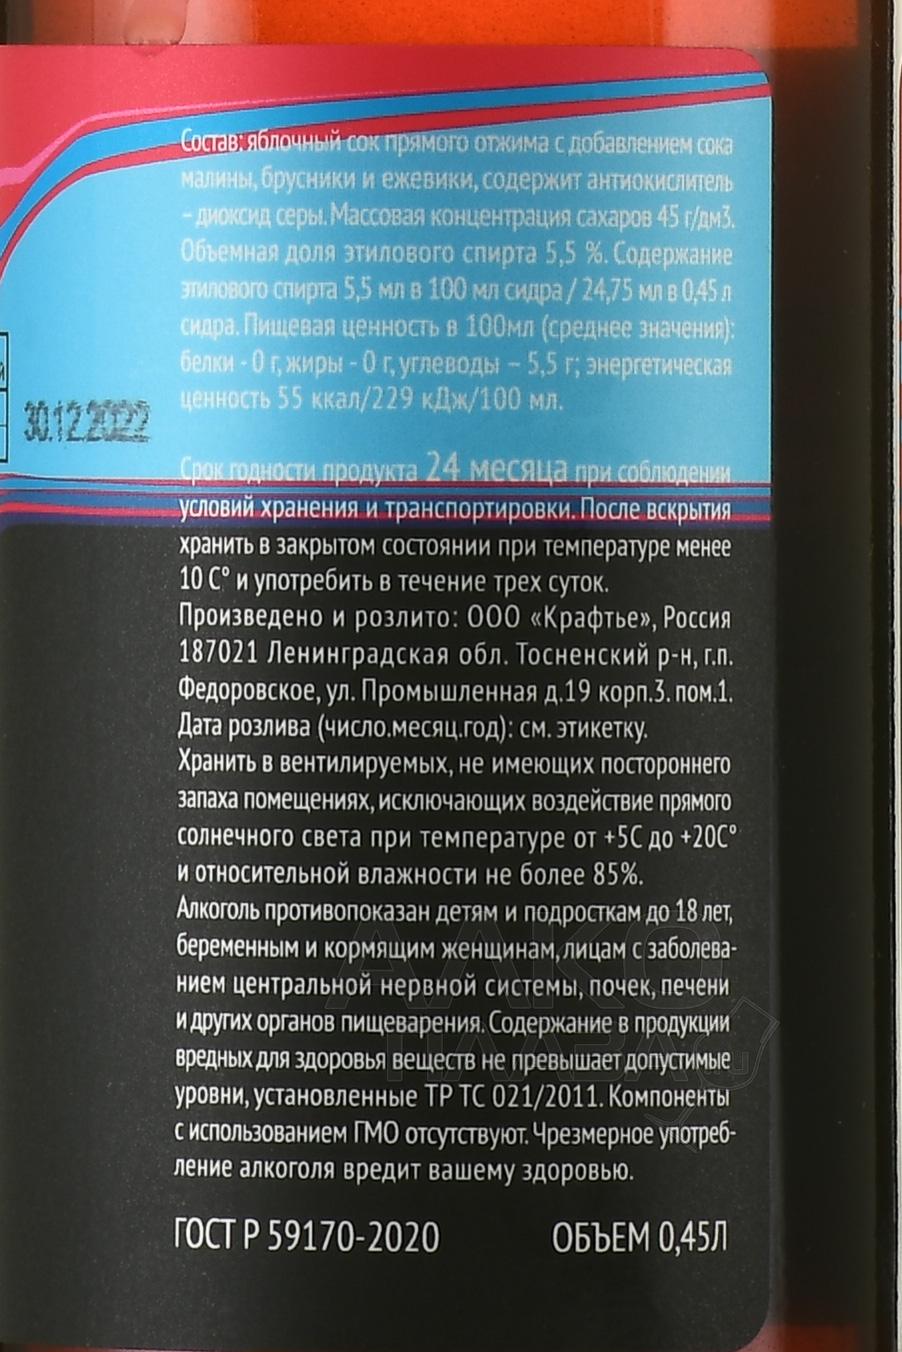 Состав: яблочный сок прямого отжима с добавлением сока
малины, брусники и ежевики, содержит антиокислитель
– диоксид серы. Массовая концентрация сахаров 45 г/дм3.
Объемная доля этилового спирта 5,5 %. Содержание
этилового спирта 5,5 мл в 100 мл сидра / 24,75 мл в 0,45 л
сидра. Пищевая ценность в 100мл (среднее значения):
белки - 0 г, жиры - 0 г, углеводы – 5,5 г; энергетическая
ценность 55 ккал/229 кДж/100 мл.
30.12.2022
Срок годности продукта 24 месяца при соблюдении
условий хранения и транспортировки. После вскрытия
хранить в закрытом состоянии при температуре менее
10 С° и употребить в течение трех суток.
Произведено и розлито: ООО «Крафтье», Россия
187021 Ленинградская обл. Тосненский р-н, г.п.
Федоровское, ул. Промышленная д.19 корп.3. пом.1.
Дата розлива (число.месяц.год): см. этикетку.
Хранить в вентилируемых, не имеющих постороннего
запаха помещениях, исключающих воздействие прямого
солнечного света при температуре от +5С до +20С°
и относительной влажности не более 85%.
Алкоголь противопоказан детям и подросткам до 18 лет,
беременным и кормящим женщинам, лицам с заболева-
нием центральной нервной системы, почек, печени
и других органов пищеварения. Содержание в продукции
вредных для здоровья веществ не превышает допустимые
уровни, установленные ТР ТС 021/2011. Компоненты
с использованием ГМО отсутствуют. Чрезмерное употреб-
ление алкоголя вредит вашему здоровью.
ГОСТ Р 59170-2020 ОБЪЕМ 0,45Л